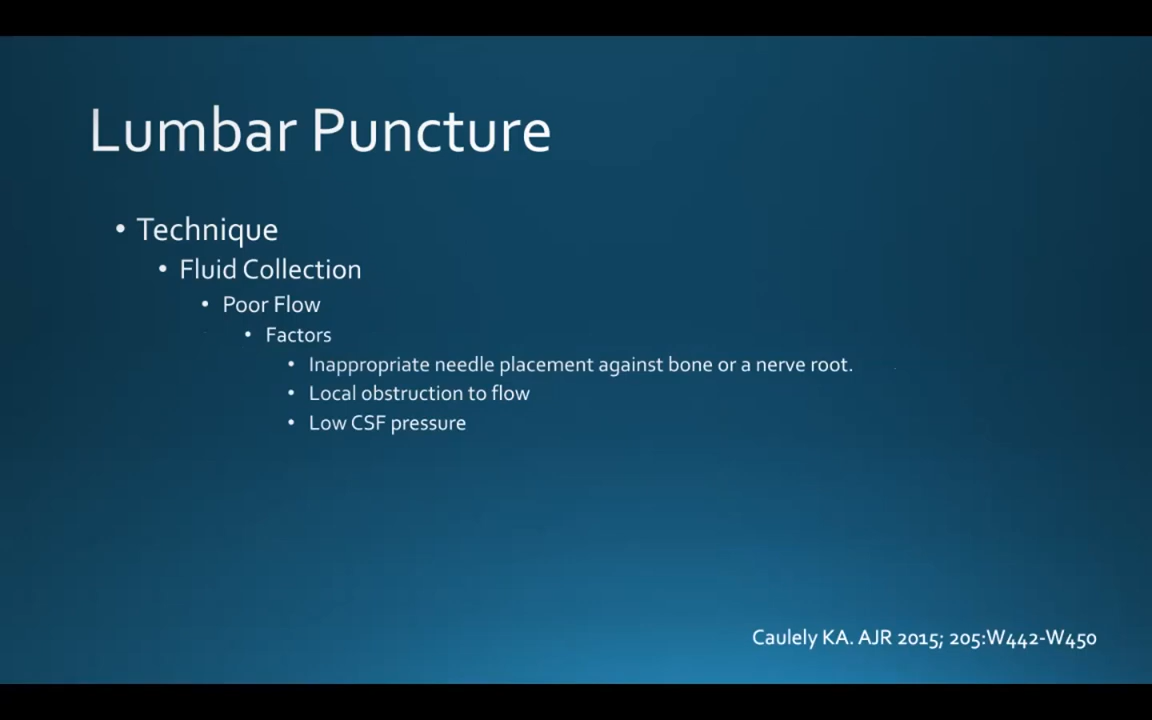 Lumbar Puncture
• Technique
• Fluid Collection
• Poor Flow
• Factors
• Inappropriate needle placement against bone or a nerve root.
• Local obstruction to flow
• Low CSF pressure
Caulely KA. AJR 2015; 205:W442-W450